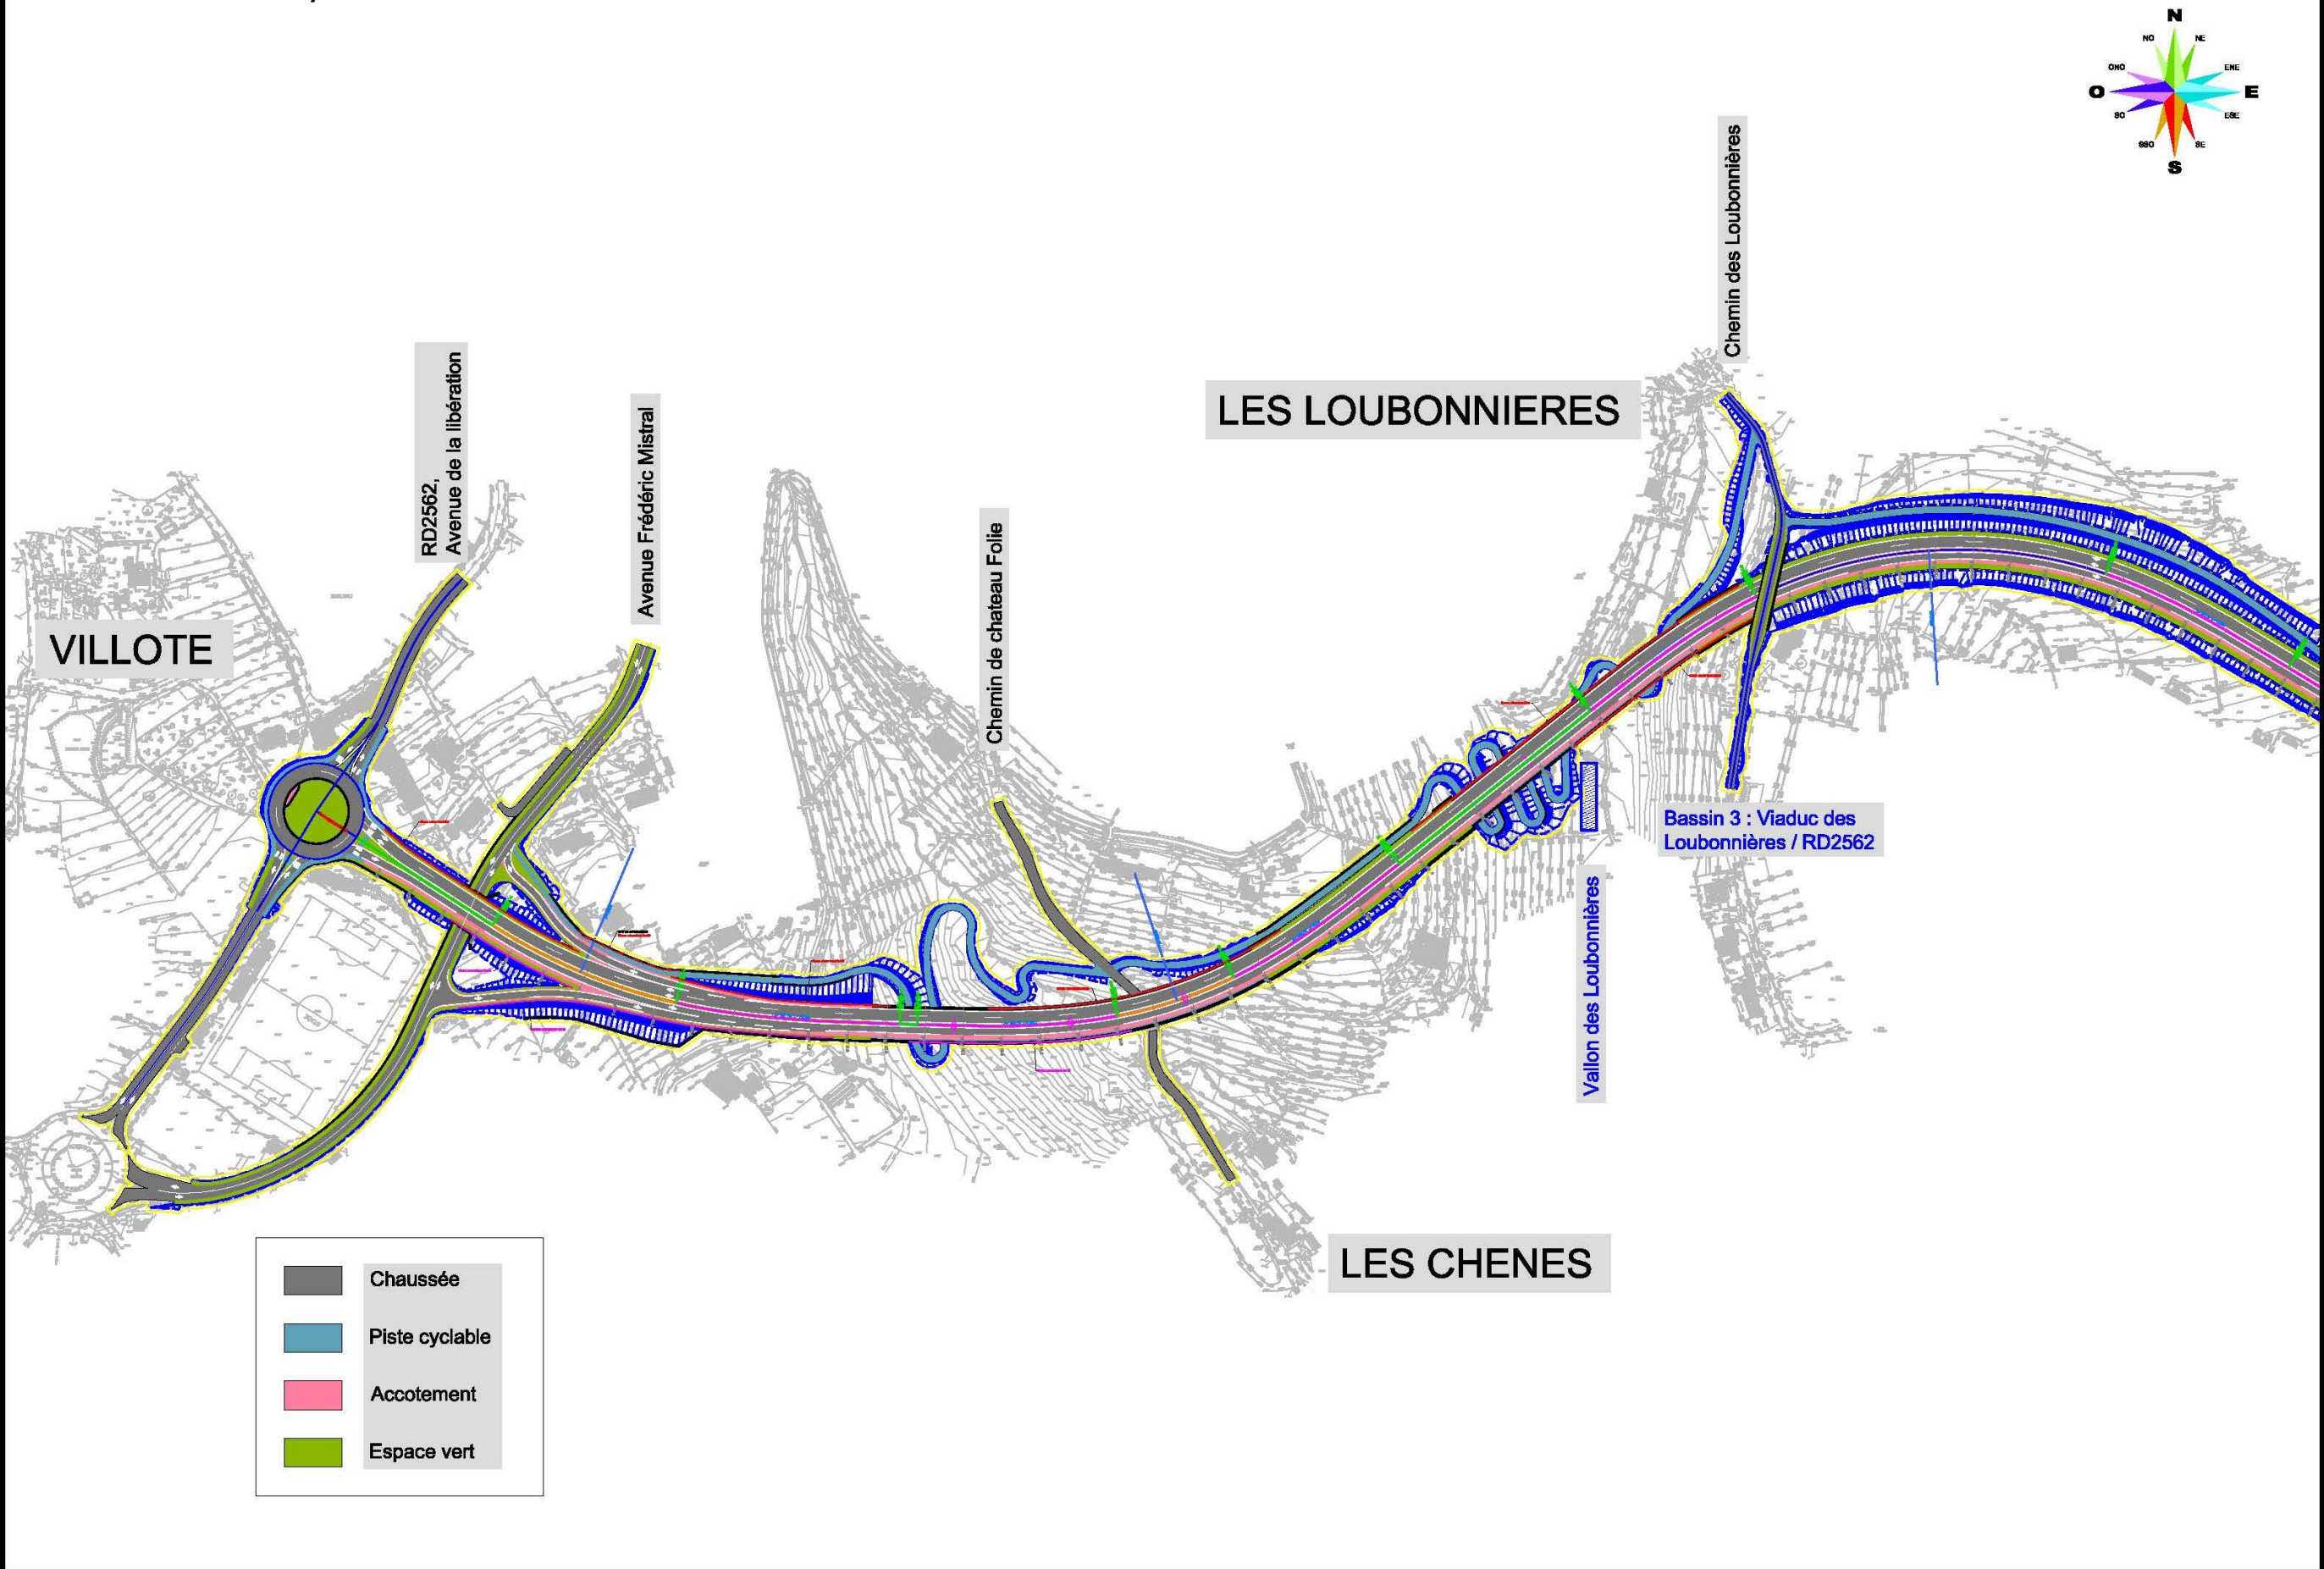 N
NO
NE
ONO
ENE
O
E
SO
ESE
SSO
SE
S
Chemin des Loubonnières
RD2562,
Avenue de la libération
Avenue Frédéric Mistral
LES LOUBONNIERES
Chemin de chateau Folie
VILLOTE
Bassin 3 : Viaduc des
Loubonnières / RD2562
Vallon des Loubonnières
LES CHENES
Chaussée
Piste cyclable
Accotement
Espace vert